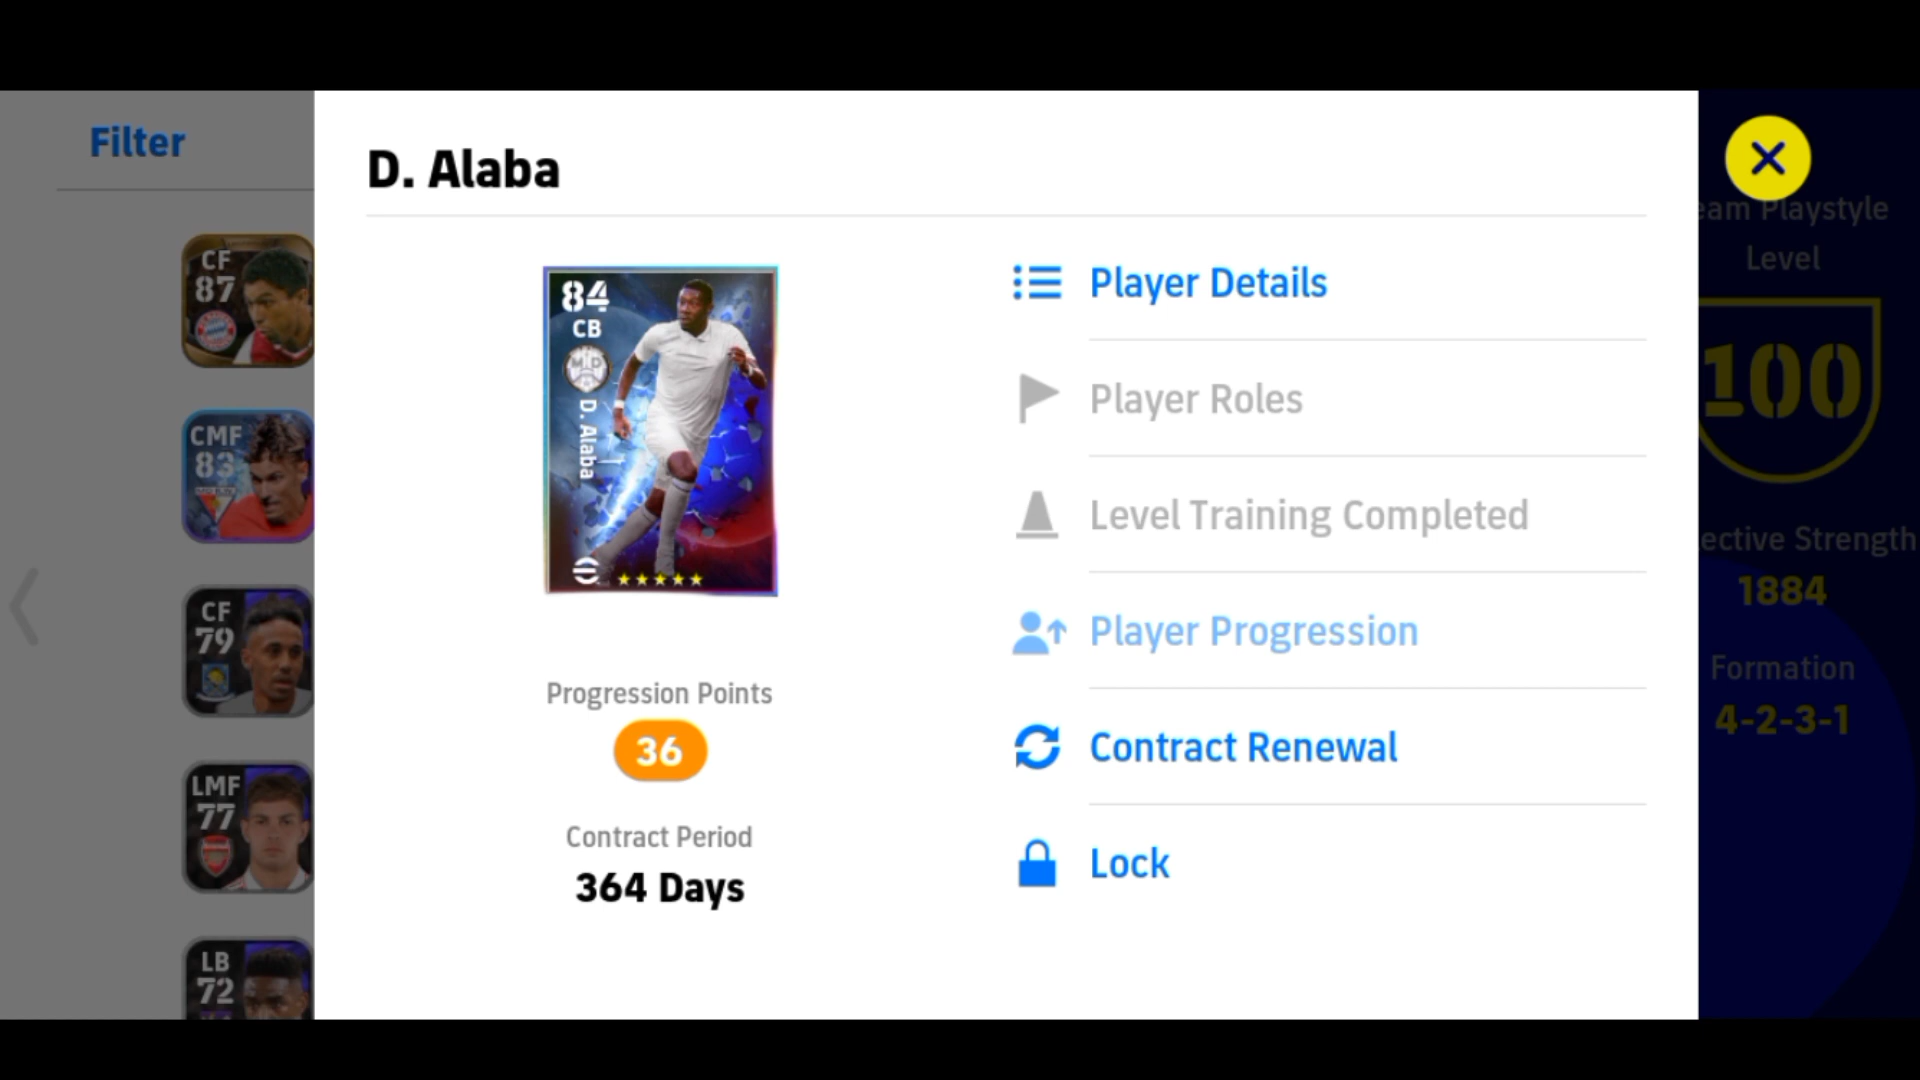 Filter
CF
87
CMF
83
CF
79
LMF
77
LB
72
D. Alaba
84
CB
D. Alaba
Progression Points
36
Contract Period
364 Days
Player Details
Player Roles
Level Training Completed
Player Progression
Contract Renewal
Lock
eam Playstyle
Level
100
lective Strength
1884
Formation
4-2-3-1